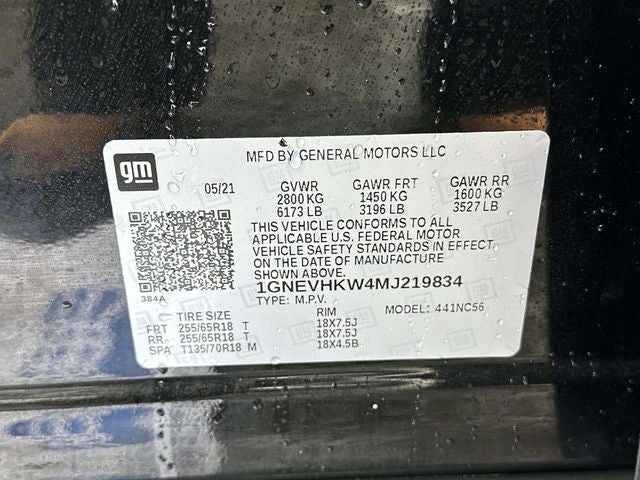 MFD BY GENERAL MOTORS LLC
gm
05/21 GVWR GAWR FRT GAWR RR
2800 KG 1450 KG 1600 KG
6173 LB 3196 LB 3527 LB
THIS VEHICLE CONFORMS TO ALL
APPLICABLE U.S. FEDERAL MOTOR
VEHICLE SAFETY STANDARDS IN EFFECT
ON THE DATE OF MANUFACTURE
SHOWN ABOVE.
384A
1GNEVHKW4MJ219834
TYPE: M.P.V. MODEL: 441NC56
TIRE SIZE RIM
FRT 255/65R18 T 18X7.5J
RR 255/65R18 T 18X7.5J
SPA T135/70R18 M 18X4.5B